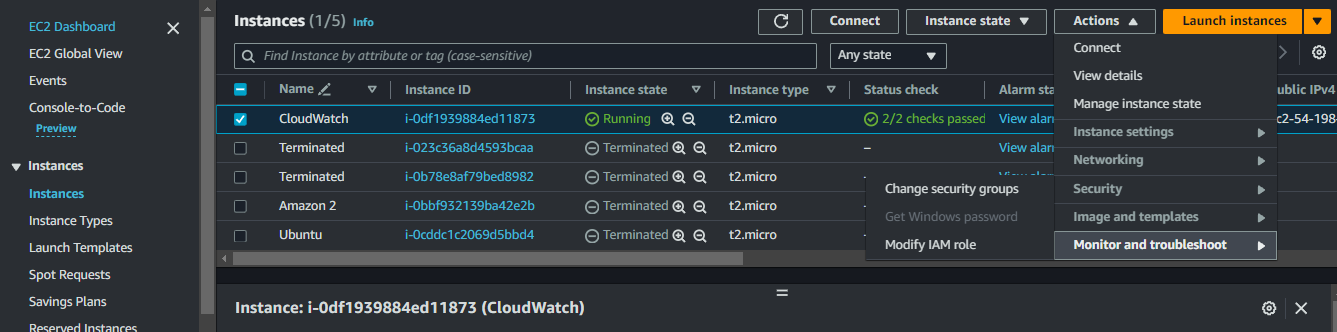 EC2 Dashboard
EC2 Global View
Events
Console-to-Code
Preview
Instances
Instances
Instance Types
Launch Templates
Spot Requests
Savings Plans
Reserved Instances
Instances (1/5) Info
Connect
Instance state
Actions
Launch instances
Find Instance by attribute or tag (case-sensitive)
Any state
Name Instance ID Instance state Instance type Status check Alarm sta ublic IPv4
CloudWatch i-0df1939884ed11873 Running t2.micro 2/2 checks passed View alar c2-54-198-
Terminated i-023c36a8d4593bcaa Terminated t2.micro – View alar
Terminated i-0b78e8af79bed8982 Terminated t2.micro View alar
Amazon 2 i-0bbf932139ba42e2b Terminated t2.micro
Ubuntu i-0cddc1c2069d5bbd4 Terminated t2.micro
Connect
View details
Manage instance state
Instance settings
Networking
Security
Image and templates
Monitor and troubleshoot
Change security groups
Get Windows password
Modify IAM role
Instance: i-0df1939884ed11873 (CloudWatch)